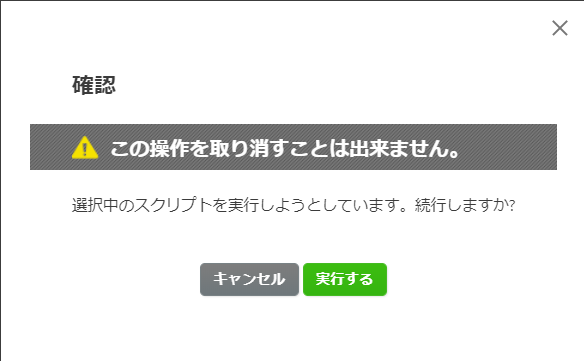 確認
この操作を取り消すことは出来ません。
選択中のスクリプトを実行しようとしています。続行しますか?
キャンセル
実行する